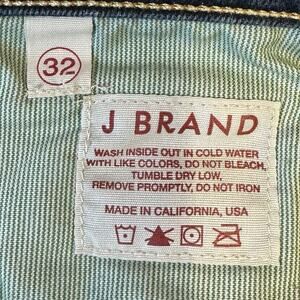 32
J BRAND
WASH INSIDE OUT IN COLD WATER
WITH LIKE COLORS, DO NOT BLEACH,
TUMBLE DRY LOW,
REMOVE PROMPTLY, DO NOT IRON
MADE IN CALIFORNIA, USA